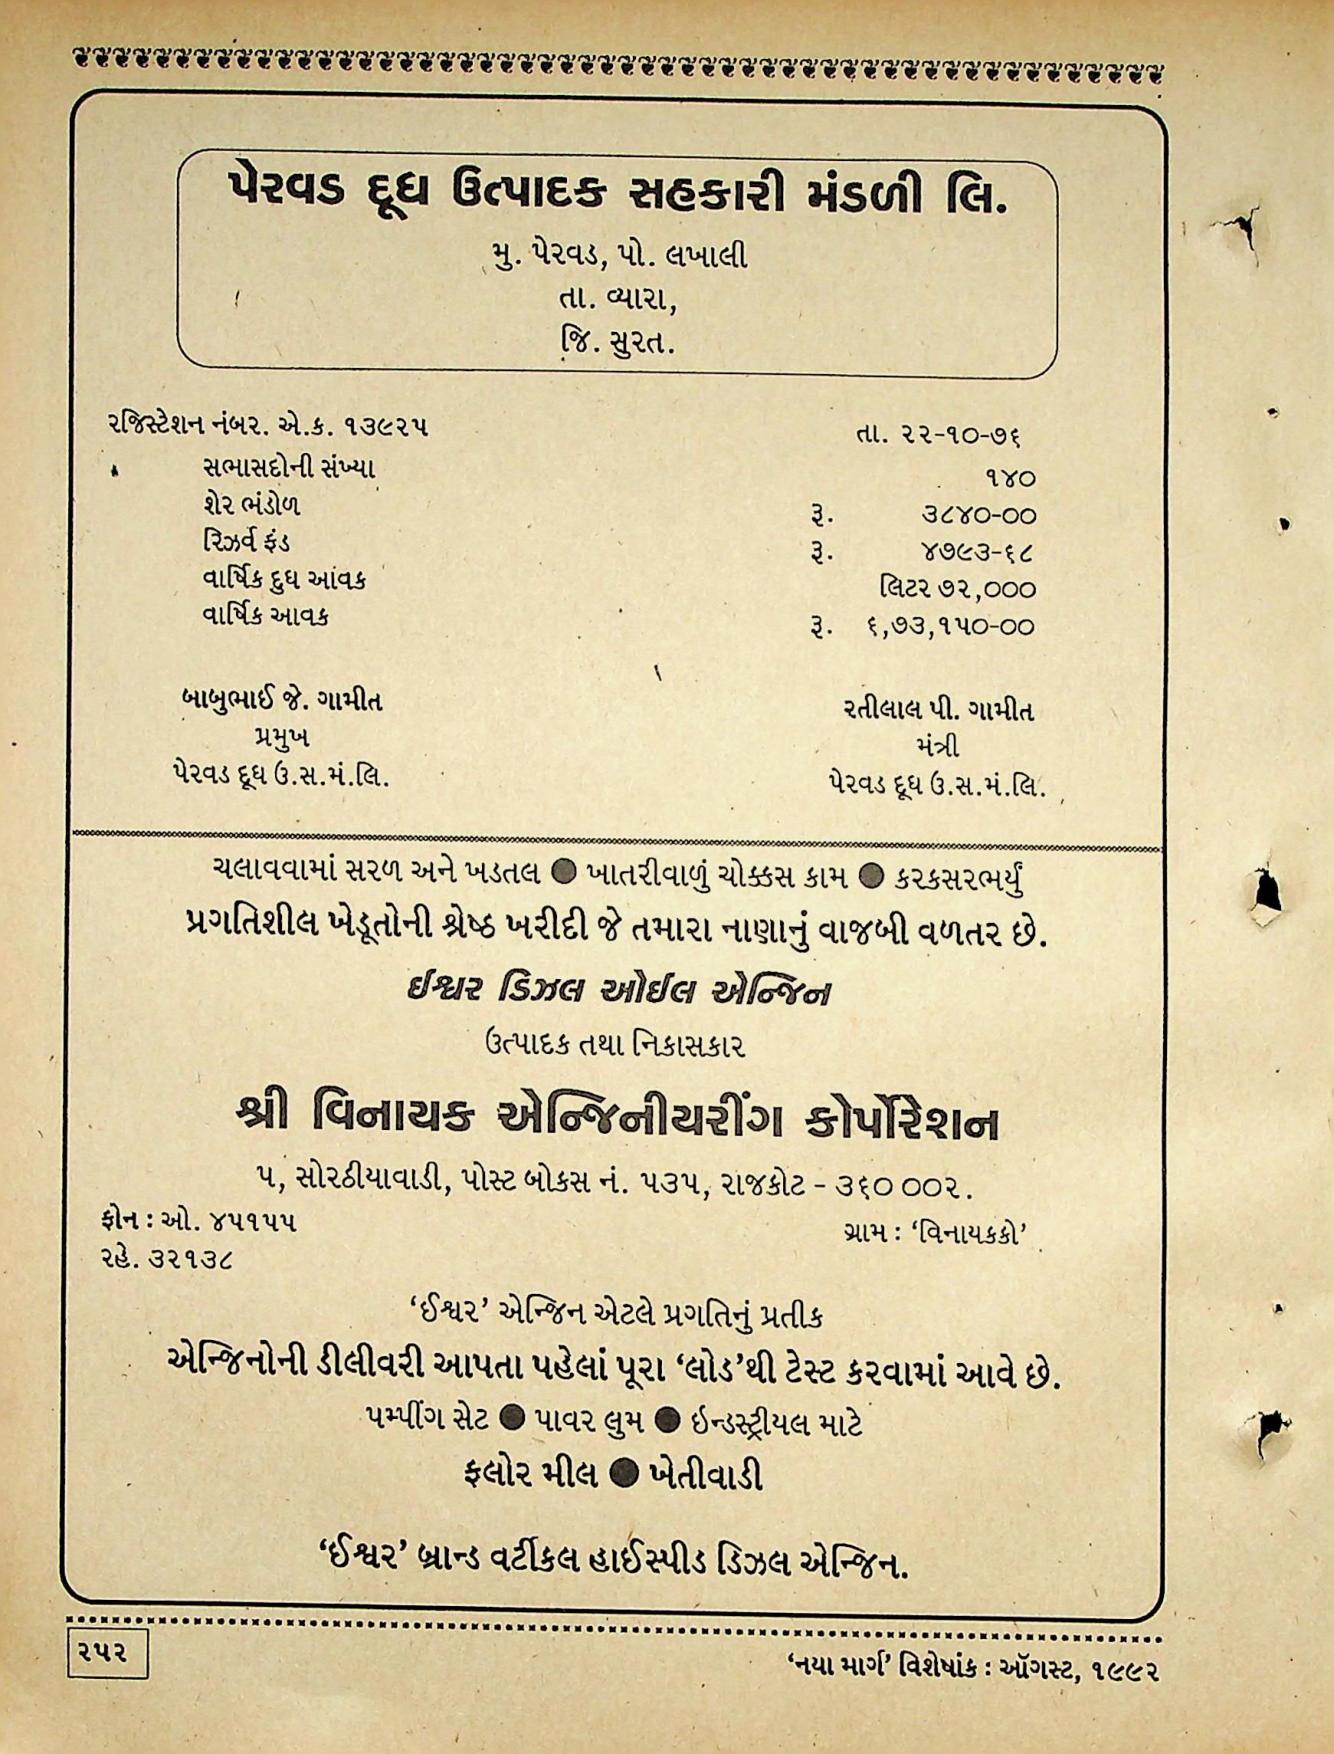 પેરવડ દૂધ ઉત્પાદક સહકારી મંડળી લિ.
મુ. પેરવડ, પો. લખાલી
તા. વ્યારા,
જિ. સુરત.
રજિસ્ટેશન નંબર. એ.ક. ૧૩૯૨૫ તા. ૨૨-૧૦-૭૬
સભાસદોની સંખ્યા ૧૪૦
શેર ભંડોળ રૂ. ૩૮૪૦-૦૦
રિઝર્વ ફંડ રૂ. ૪૭૯૩-૬૮
વાર્ષિક દુધ આવક લિટર ૭૨,૦૦૦
વાર્ષિક આવક રૂ. ૬,૭૩,૧૫૦-૦૦
બાબુભાઈ જે. ગામીત રતીલાલ પી. ગામીત
પ્રમુખ મંત્રી
પેરવડ દૂધ ઉ.સ.મં.લિ. પેરવડ દૂધ ઉ.સ.મં.લિ.
ચલાવવામાં સરળ અને ખડતલ ● ખાતરીવાળું ચોક્કસ કામ ● કરકસરભર્યું
પ્રગતિશીલ ખેડૂતોની શ્રેષ્ઠ ખરીદી જે તમારા નાણાનું વાજબી વળતર છે.
ઈશ્વર ડિઝલ ઓઈલ એન્જિન
ઉત્પાદક તથા નિકાસકાર
શ્રી વિનાયક એન્જિનીયરીંગ કોર્પોરેશન
૫, સોરઠીયાવાડી, પોસ્ટ બોકસ નં. ૫૩૫, રાજકોટ - ૩૬૦ ૦૦૨.
ફોન : ઓ. ૪૫૧૫૫ ગ્રામ : ‘વિનાયકકો’
રહે. ૩૨૧૩૮
‘ઈશ્વર’ એન્જિન એટલે પ્રગતિનું પ્રતીક
એન્જિનોની ડીલીવરી આપતા પહેલાં પૂરા ‘લોડ’થી ટેસ્ટ કરવામાં આવે છે.
પમ્પીંગ સેટ ● પાવર લુમ ● ઇન્ડસ્ટ્રીયલ માટે
ફલોર મીલ ● ખેતીવાડી
‘ઈશ્વર’ બ્રાન્ડ વર્ટીકલ હાઈસ્પીડ ડિઝલ એન્જિન.
૨૫૨ ‘નયા માર્ગ’ વિશેષાંક : ઑગસ્ટ, ૧૯૯૨